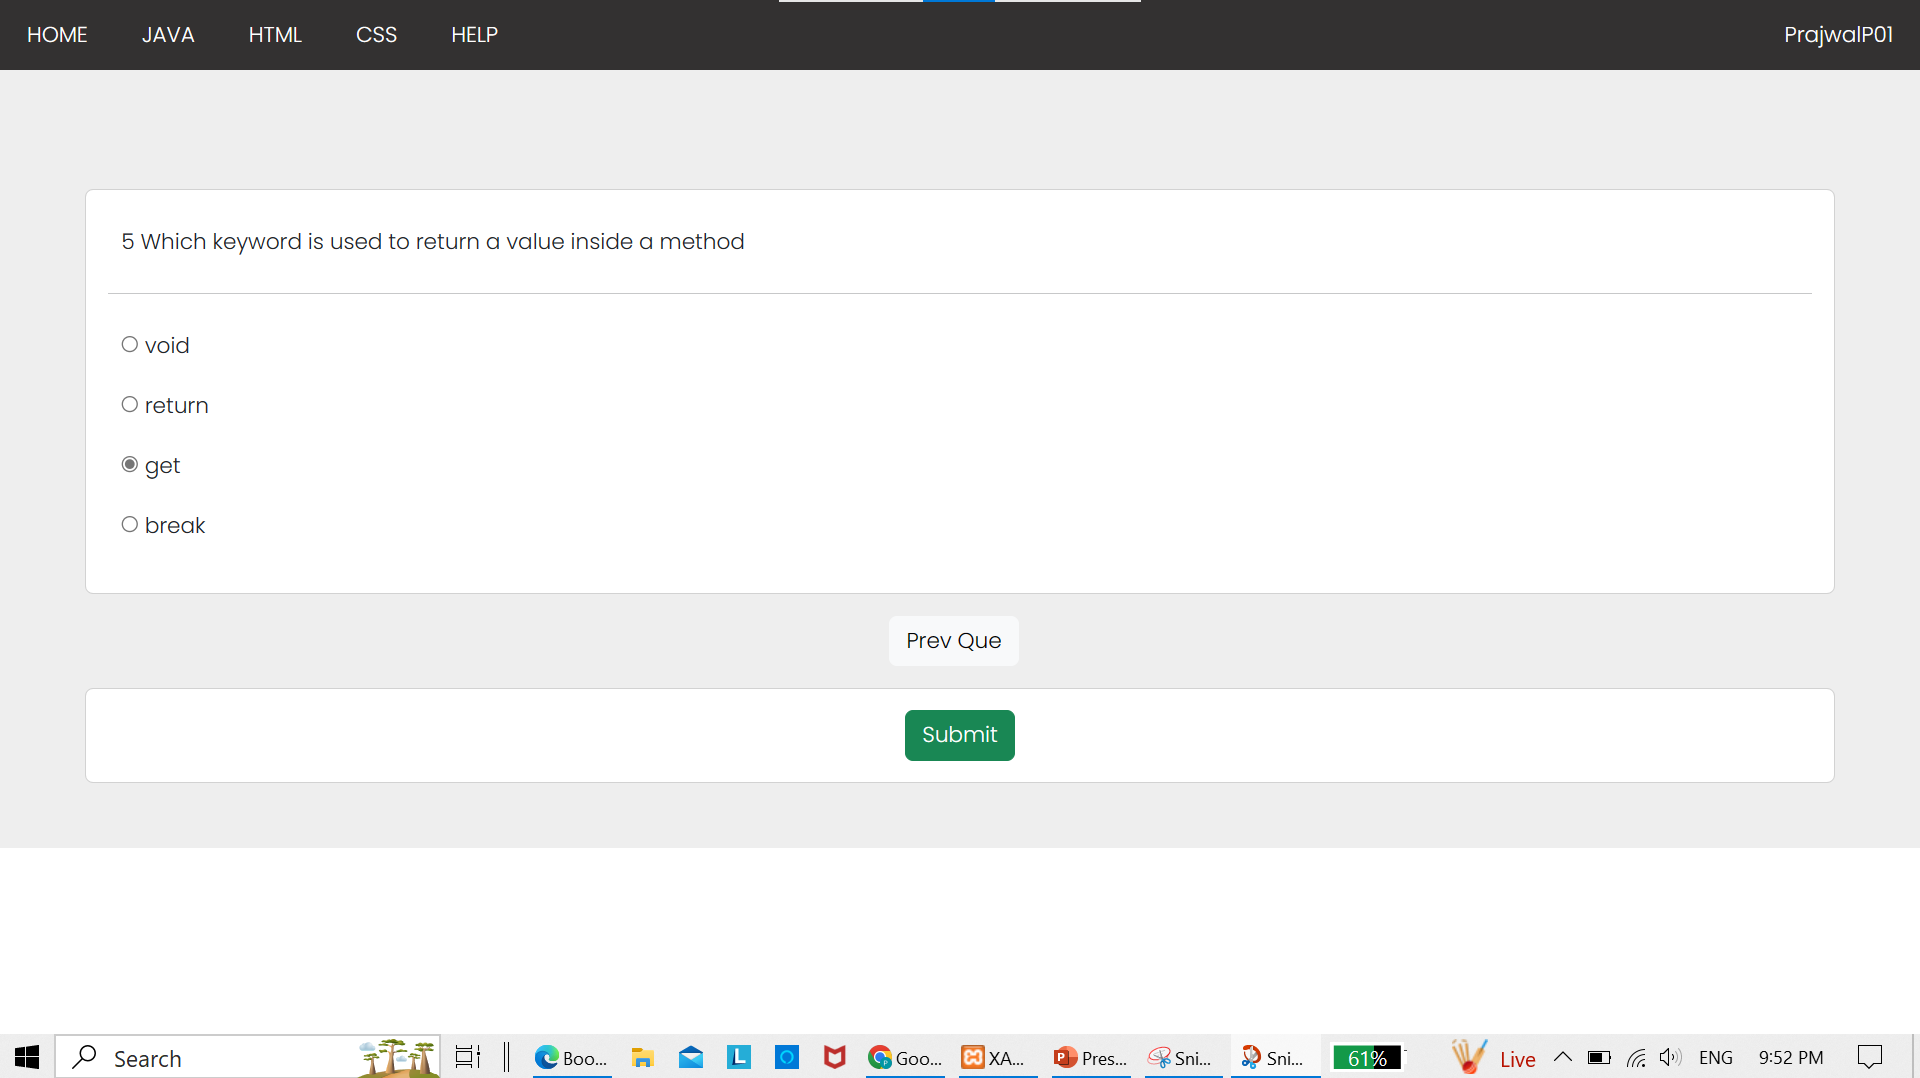 HOME JAVA HTML CSS HELP PrajwalP01
5 Which keyword is used to return a value inside a method
void
return
get
break
Prev Que
Submit
Search Boo... L Goo... XA... P Pres... Sni... Sni... 61% Live ENG 9:52 PM